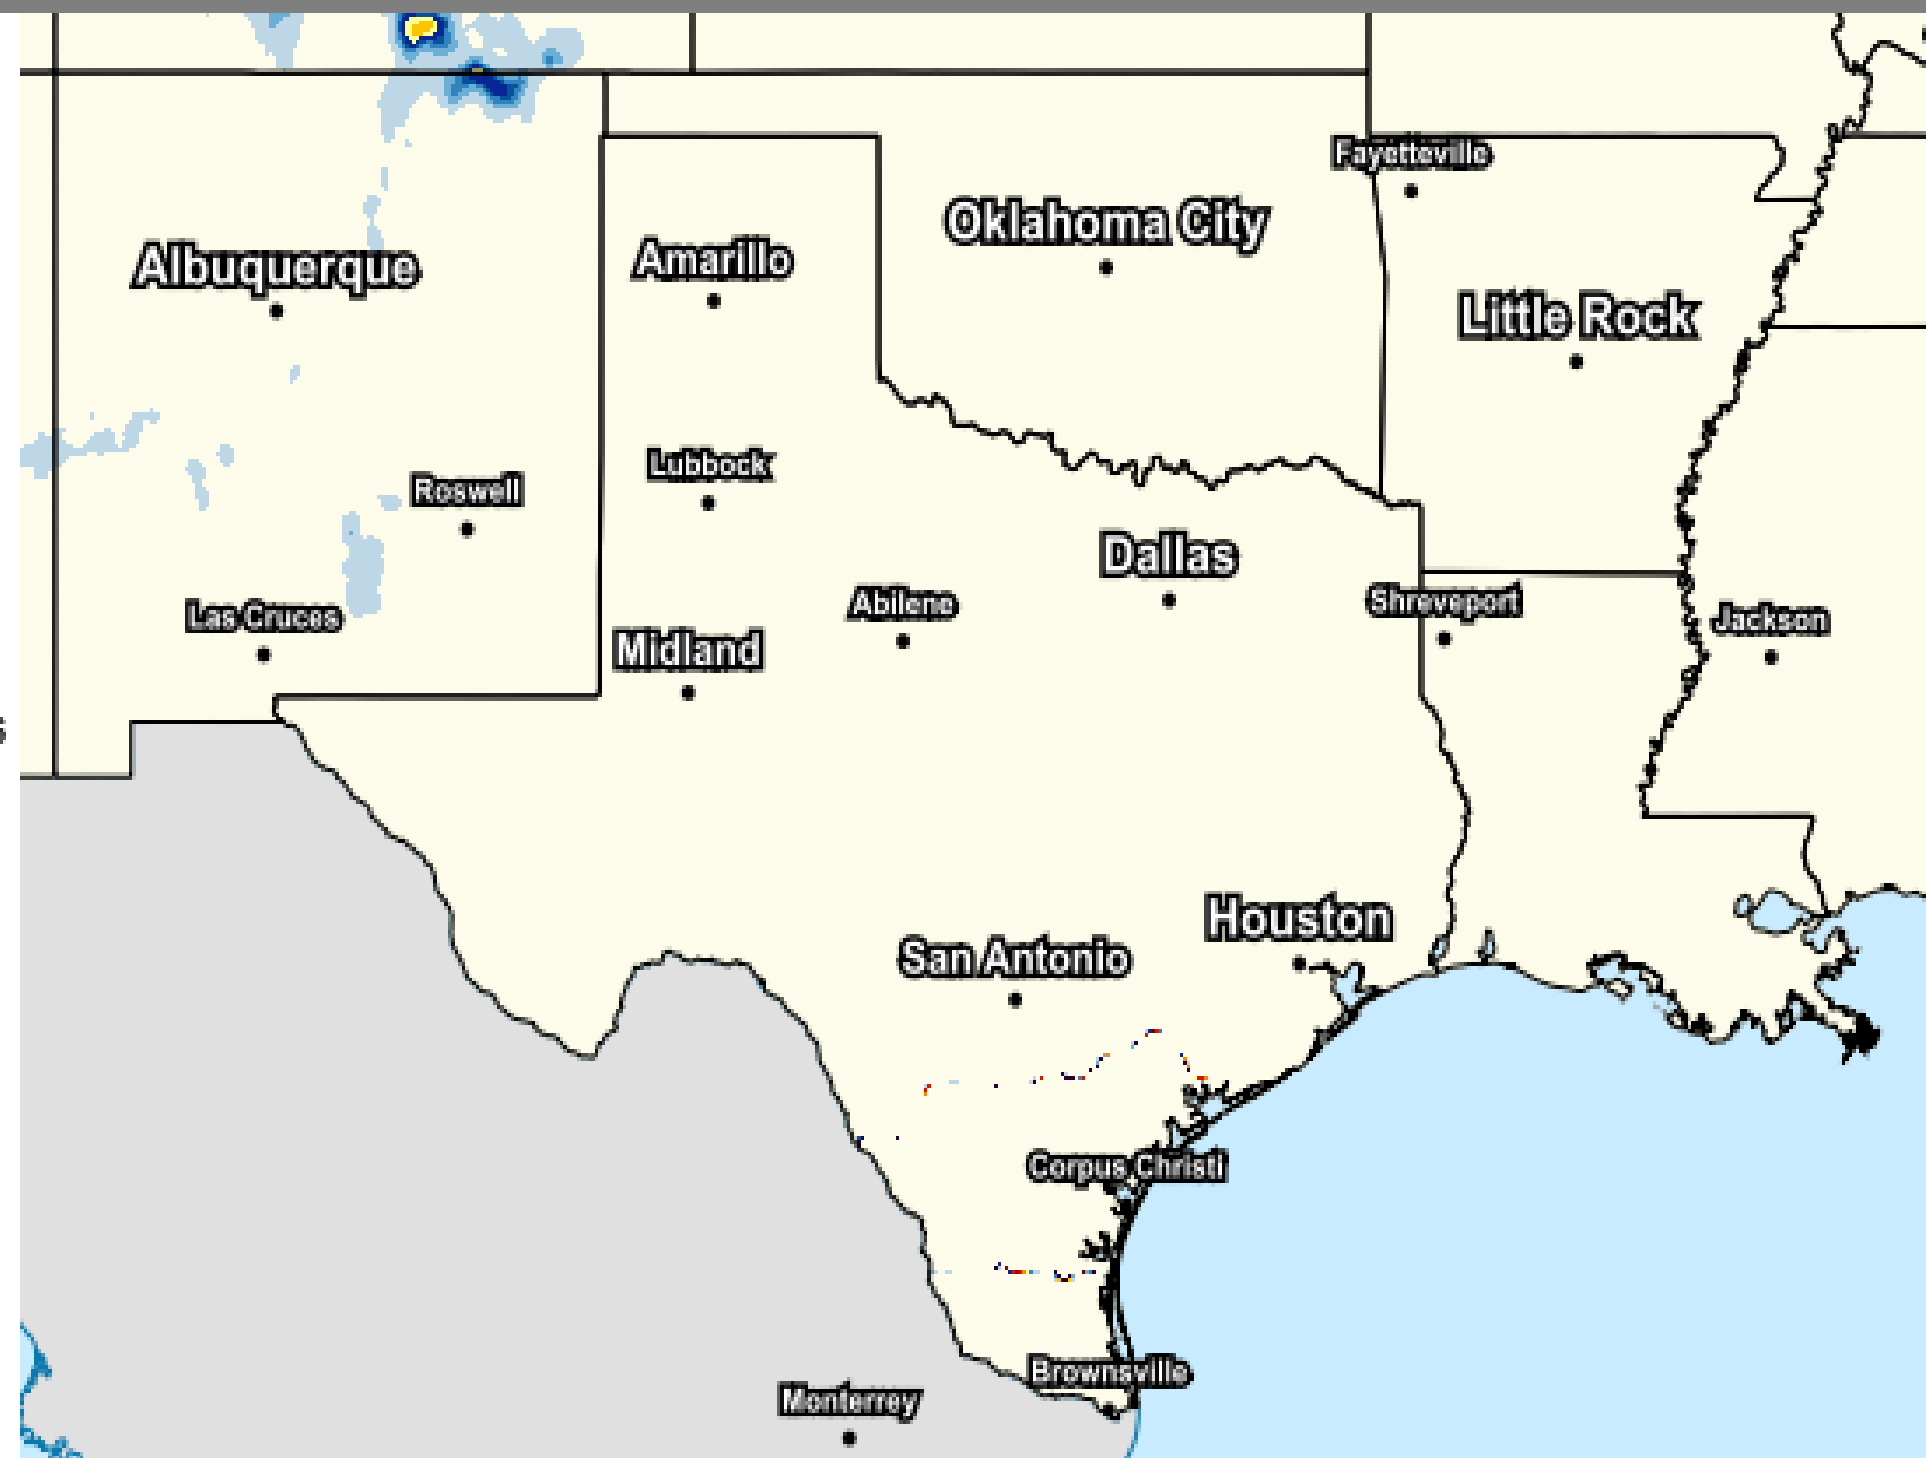 Fayetteville
Oklahoma City
Albuquerque
Amarillo
Little Rock
Lubbock
Roswell
Dallas
Abilene
Shreveport
Las Cruces
Jackson
Midland
Houston
San Antonio
Corpus Christi
Brownsville
Monterrey